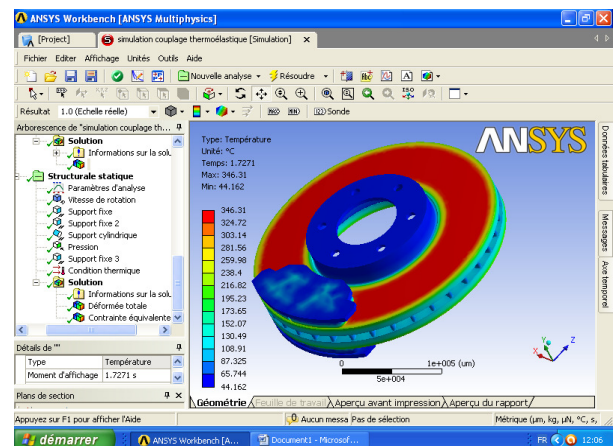 ANSYS Workbench [ANSYS Multiphysics]
[Project]
simulation couplage thermoélastique [Simulation]
Fichier Editer Affichage Unités Outils Aide
Nouvelle analyse
Résoudre
Résultat 1.0 (Echelle réelle)
MAX MIN Sonde
Arborescence de "simulation couplage th...
Solution
Informations sur la solu
Structurale statique
Paramètres d'analyse
Vitesse de rotation
Support fixe
Support fixe 2
Support cylindrique
Pression
Support fixe 3
Condition thermique
Solution
Informations sur la solu
Déformée totale
Contrainte équivalente
Détails de ""
Type Température
Moment d'affichage 1.7271 s
Plans de section
Type: Température
Unité: °C
Temps: 1.7271
Max: 346.31
Min: 44.162
ANSYS
346.31
324.72
303.14
281.56
259.98
238.4
216.82
195.23
173.65
152.07
130.49
108.91
87.325
65.744
44.162
0
1e+005 (um)
5e+004
Y
X
Z
Données tabulaires
Messages
Axe temporel
Géométrie Feuille de travail Aperçu avant impression Aperçu du rapport
Appuyez sur F1 pour afficher l'Aide
0 Aucun messa
Pas de sélection
Métrique (µm, kg, µN, °C, s,
démarrer
ANSYS Workbench [A...
Document1 - Microsof...
FR
12:06